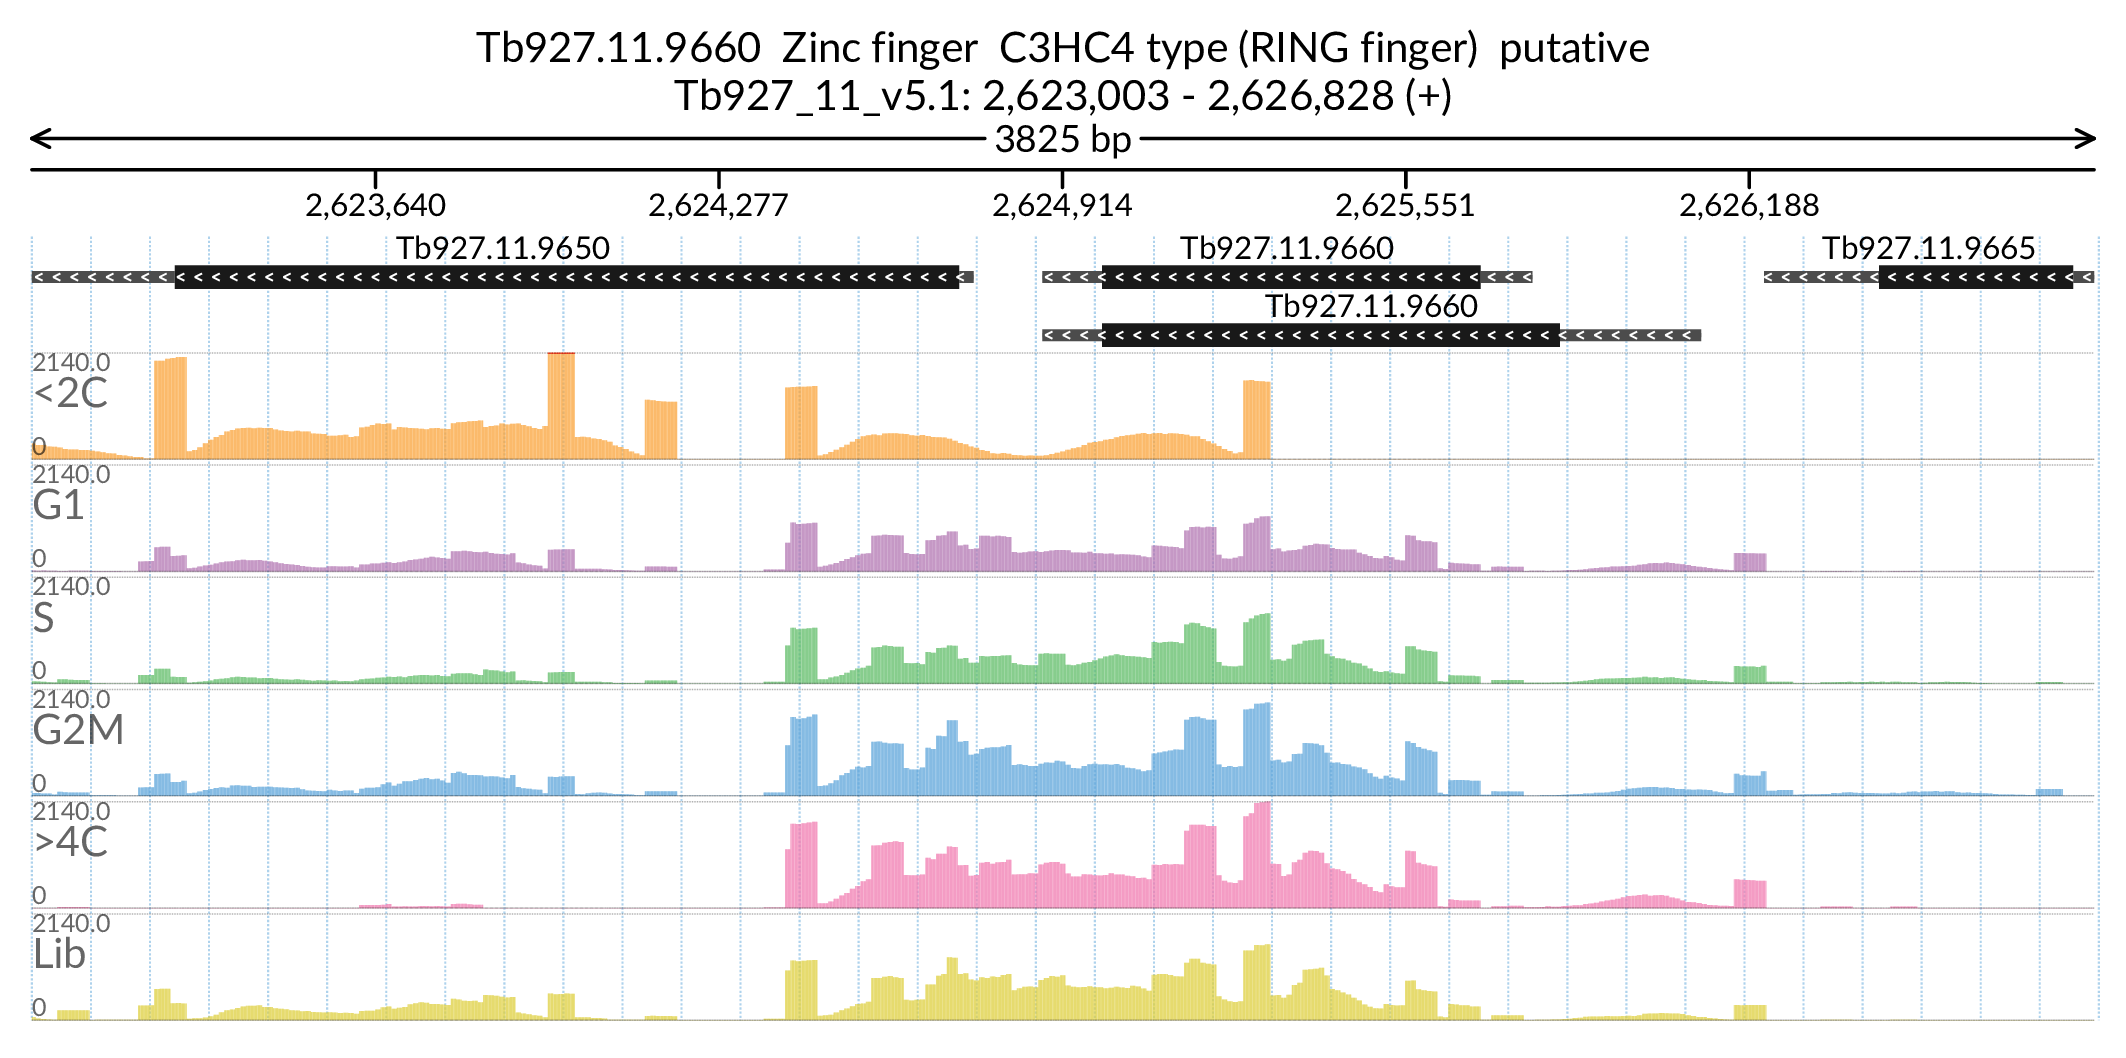 Tb927.11.9660  Zinc finger  C3HC4 type (RING finger)  putative
Tb927_11_v5.1: 2,623,003 - 2,626,828 (+)
3825 bp
2,623,640 2,624,277 2,624,914 2,625,551 2,626,188
Tb927.11.9650 Tb927.11.9660 Tb927.11.9665
Tb927.11.9660
2140.0
<2C
0
2140.0
G1
0
2140.0
S
0
2140.0
G2M
0
2140.0
>4C
0
2140.0
Lib
0